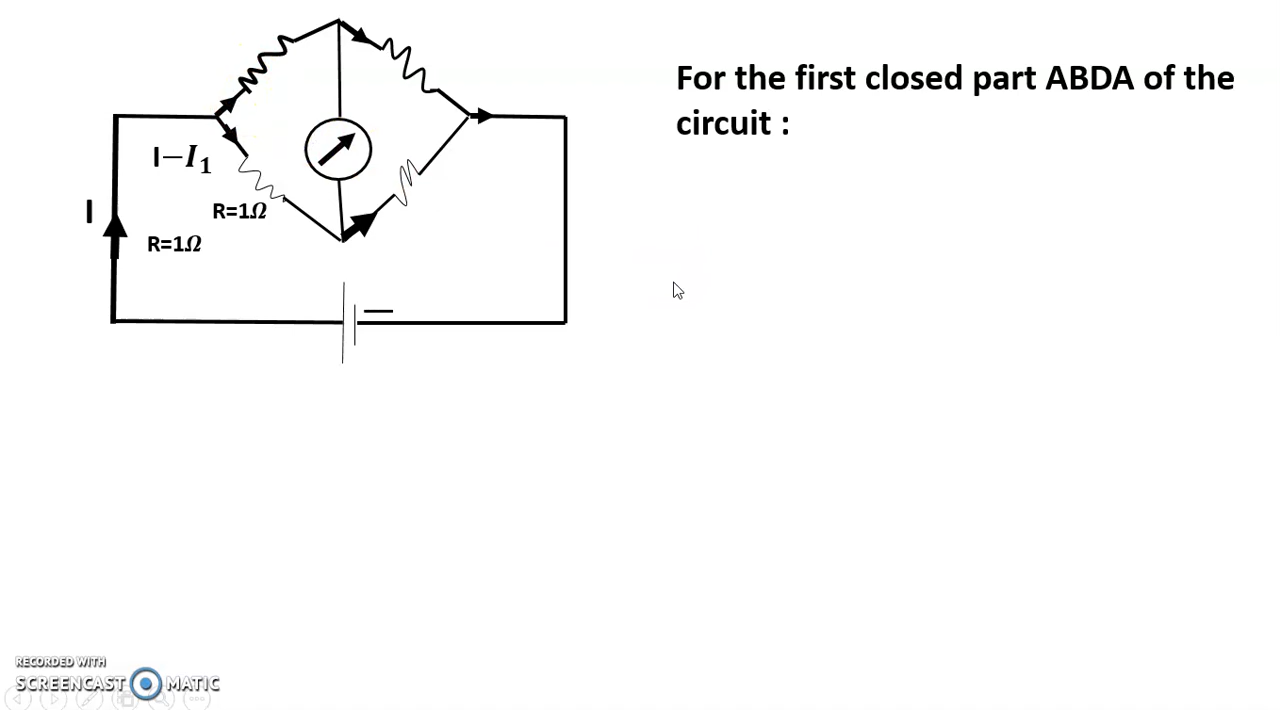 For the first closed part ABDA of the
circuit :
I−I₁
I
R=1Ω
R=1Ω
RECORDED WITH
SCREENCAST MATIC